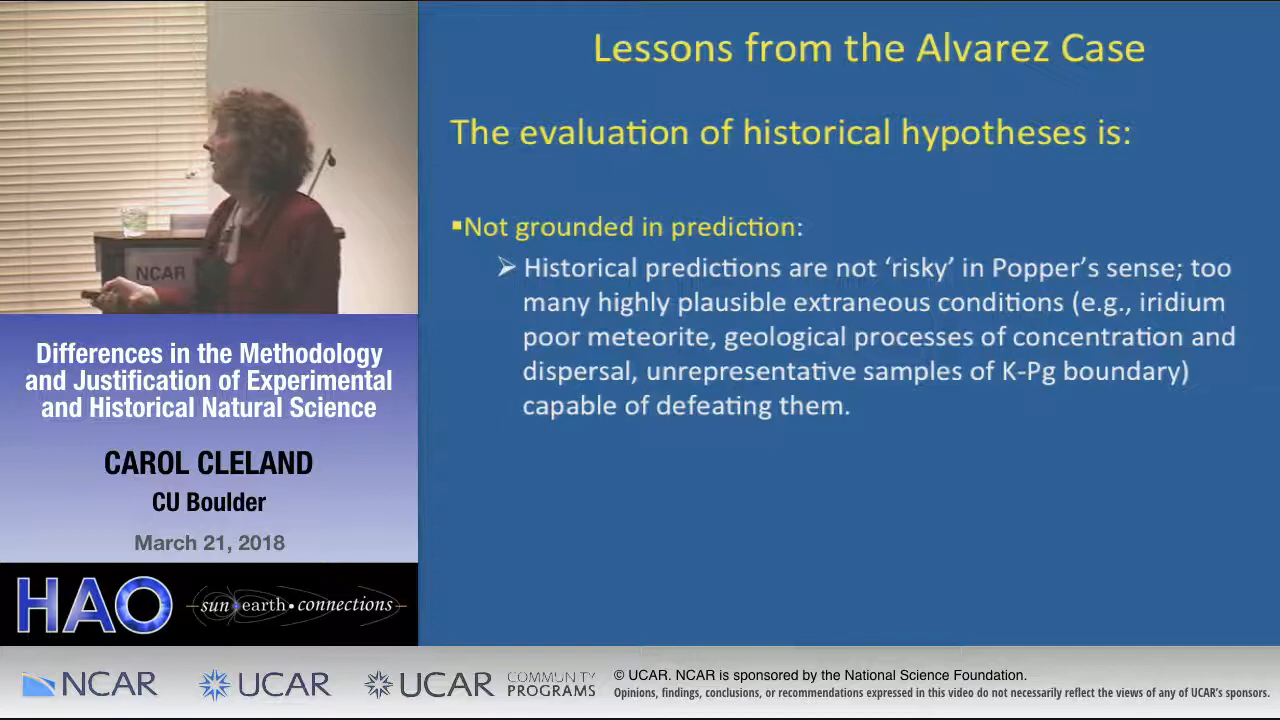 Lessons from the Alvarez Case
The evaluation of historical hypotheses is:
▪Not grounded in prediction:
➢ Historical predictions are not ‘risky’ in Popper’s sense; too
many highly plausible extraneous conditions (e.g., iridium
poor meteorite, geological processes of concentration and
dispersal, unrepresentative samples of K-Pg boundary)
capable of defeating them.
NCAR
Differences in the Methodology
and Justification of Experimental
and Historical Natural Science
CAROL CLELAND
CU Boulder
March 21, 2018
HAO
sun•earth•connections
NCAR
UCAR
UCAR
COMMUNITY
PROGRAMS
© UCAR. NCAR is sponsored by the National Science Foundation.
Opinions, findings, conclusions, or recommendations expressed in this video do not necessarily reflect the views of any of UCAR's sponsors.